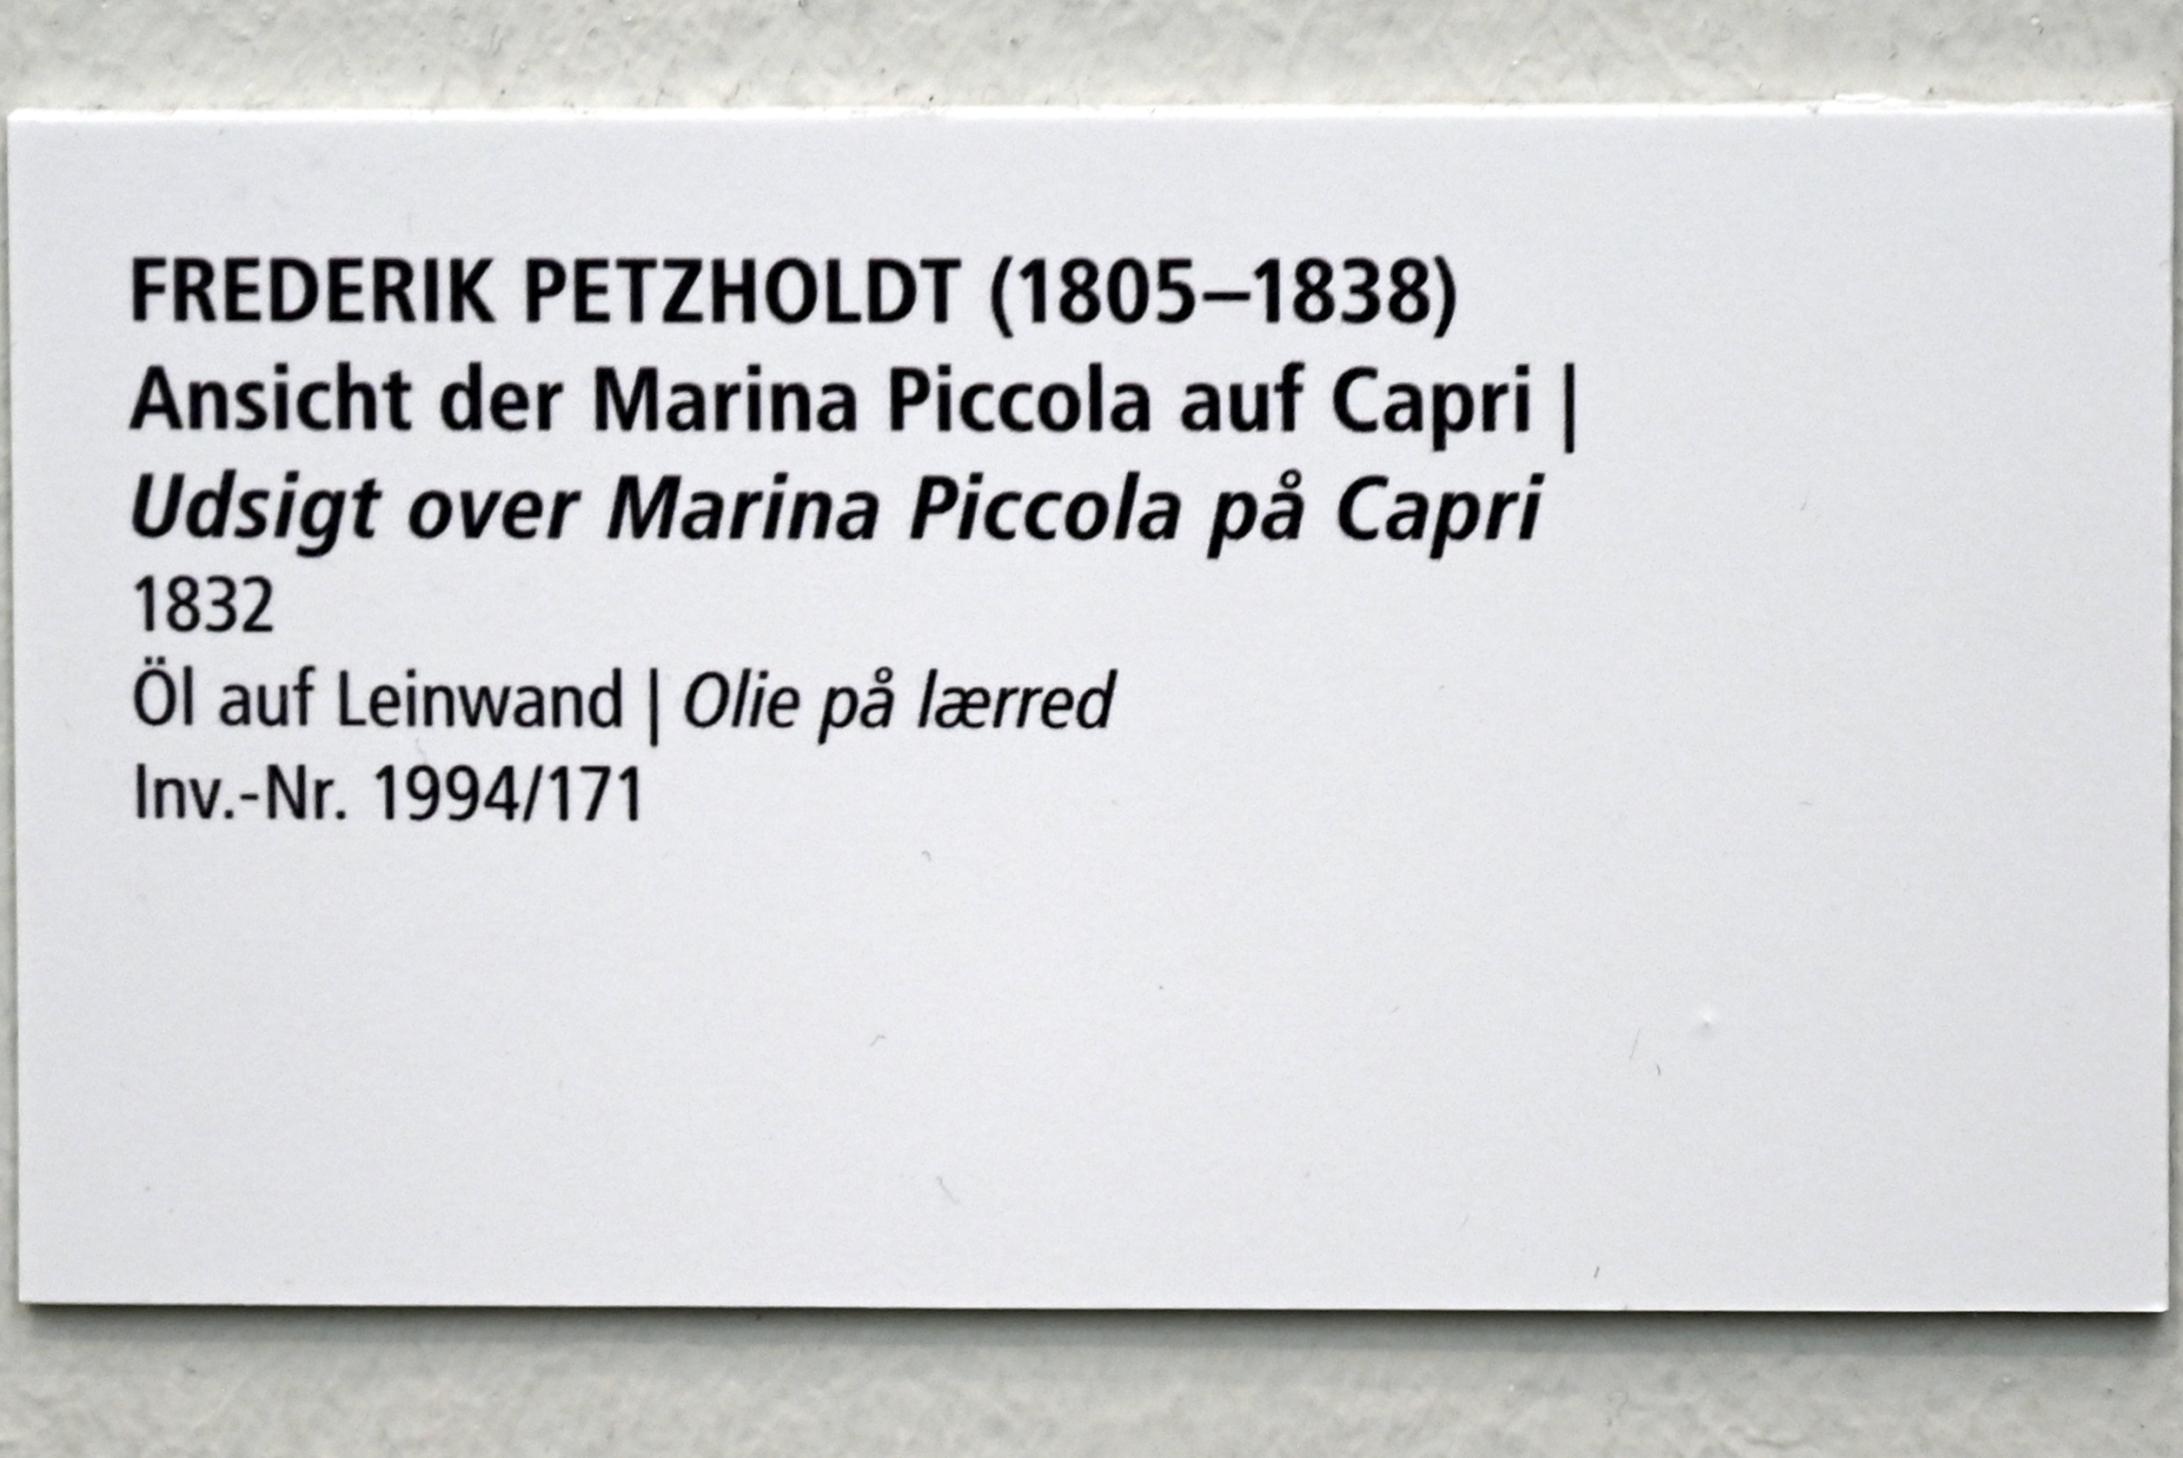 FREDERIK PETZHOLDT (1805–1838)
Ansicht der Marina Piccola auf Capri |
Udsigt over Marina Piccola på Capri
1832
Öl auf Leinwand | Olie på lærred
Inv.-Nr. 1994/171